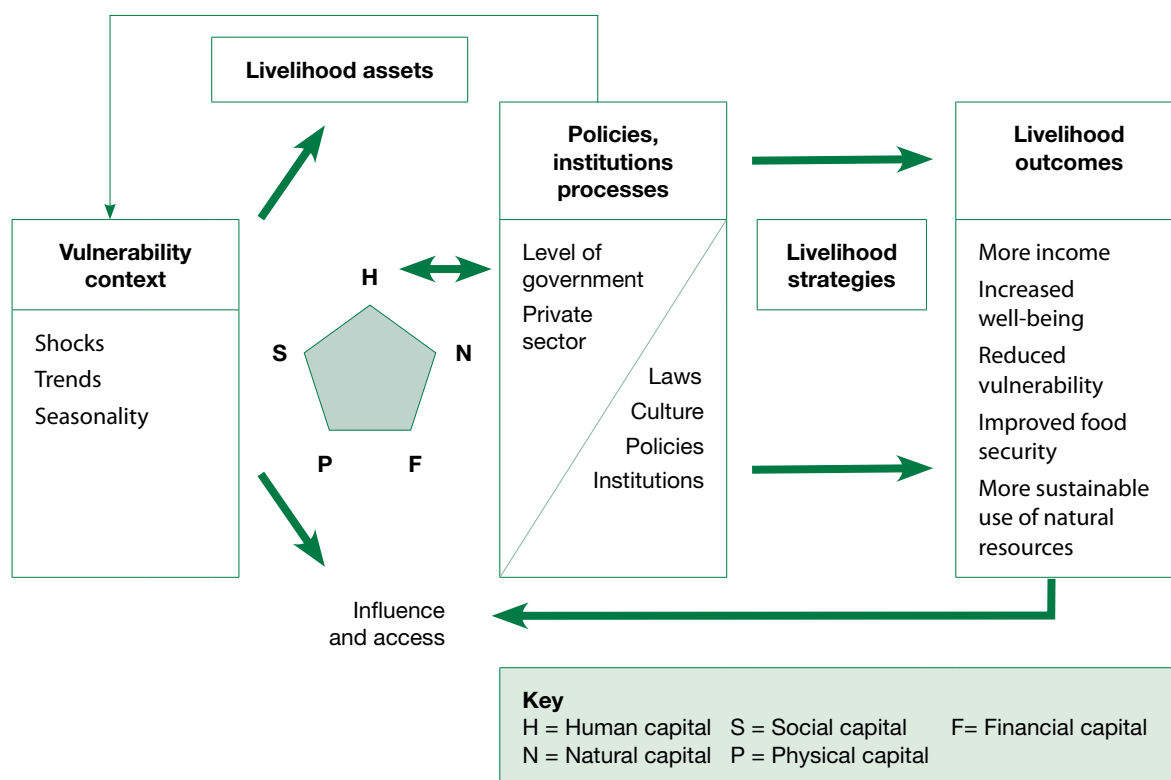 Livelihood assets
Policies,
institutions
processes
Livelihood
outcomes
Vulnerability
context
Shocks
Trends
Seasonality
H
S
N
P
F
Level of
government
Private
sector
Laws
Culture
Policies
Institutions
Livelihood
strategies
More income
Increased
well-being
Reduced
vulnerability
Improved food
security
More sustainable
use of natural
resources
Influence
and access
Key
H = Human capital S = Social capital F= Financial capital
N = Natural capital P = Physical capital